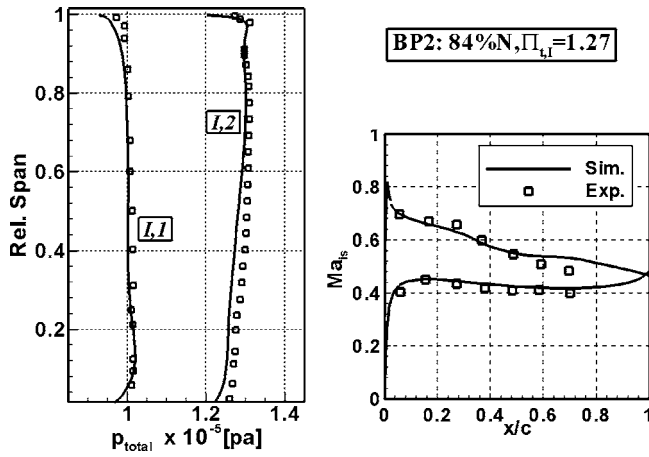 BP2: 84%N,Π_t,I=1.27
Rel. Span
0.8
0.6
0.4
0.2
I,2
I,1
1
1.2
1.4
p_total x 10^-5[pa]
Ma_is
1
0.8
0.6
0.4
0.2
0
Sim.
Exp.
0
0.2
0.4
0.6
0.8
1
x/c